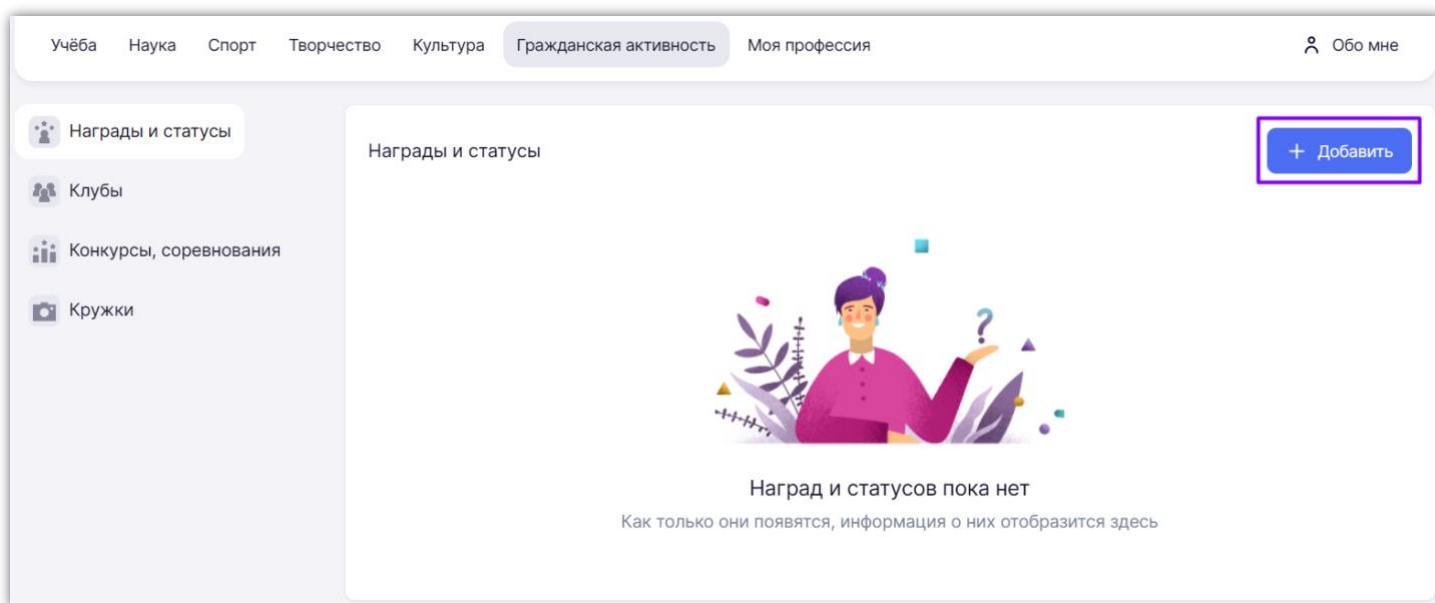 Учёба Наука Спорт Творчество Культура Гражданская активность Моя профессия Обо мне
Награды и статусы
Клубы
Конкурсы, соревнования
Кружки
Награды и статусы
+ Добавить
Наград и статусов пока нет
Как только они появятся, информация о них отобразится здесь